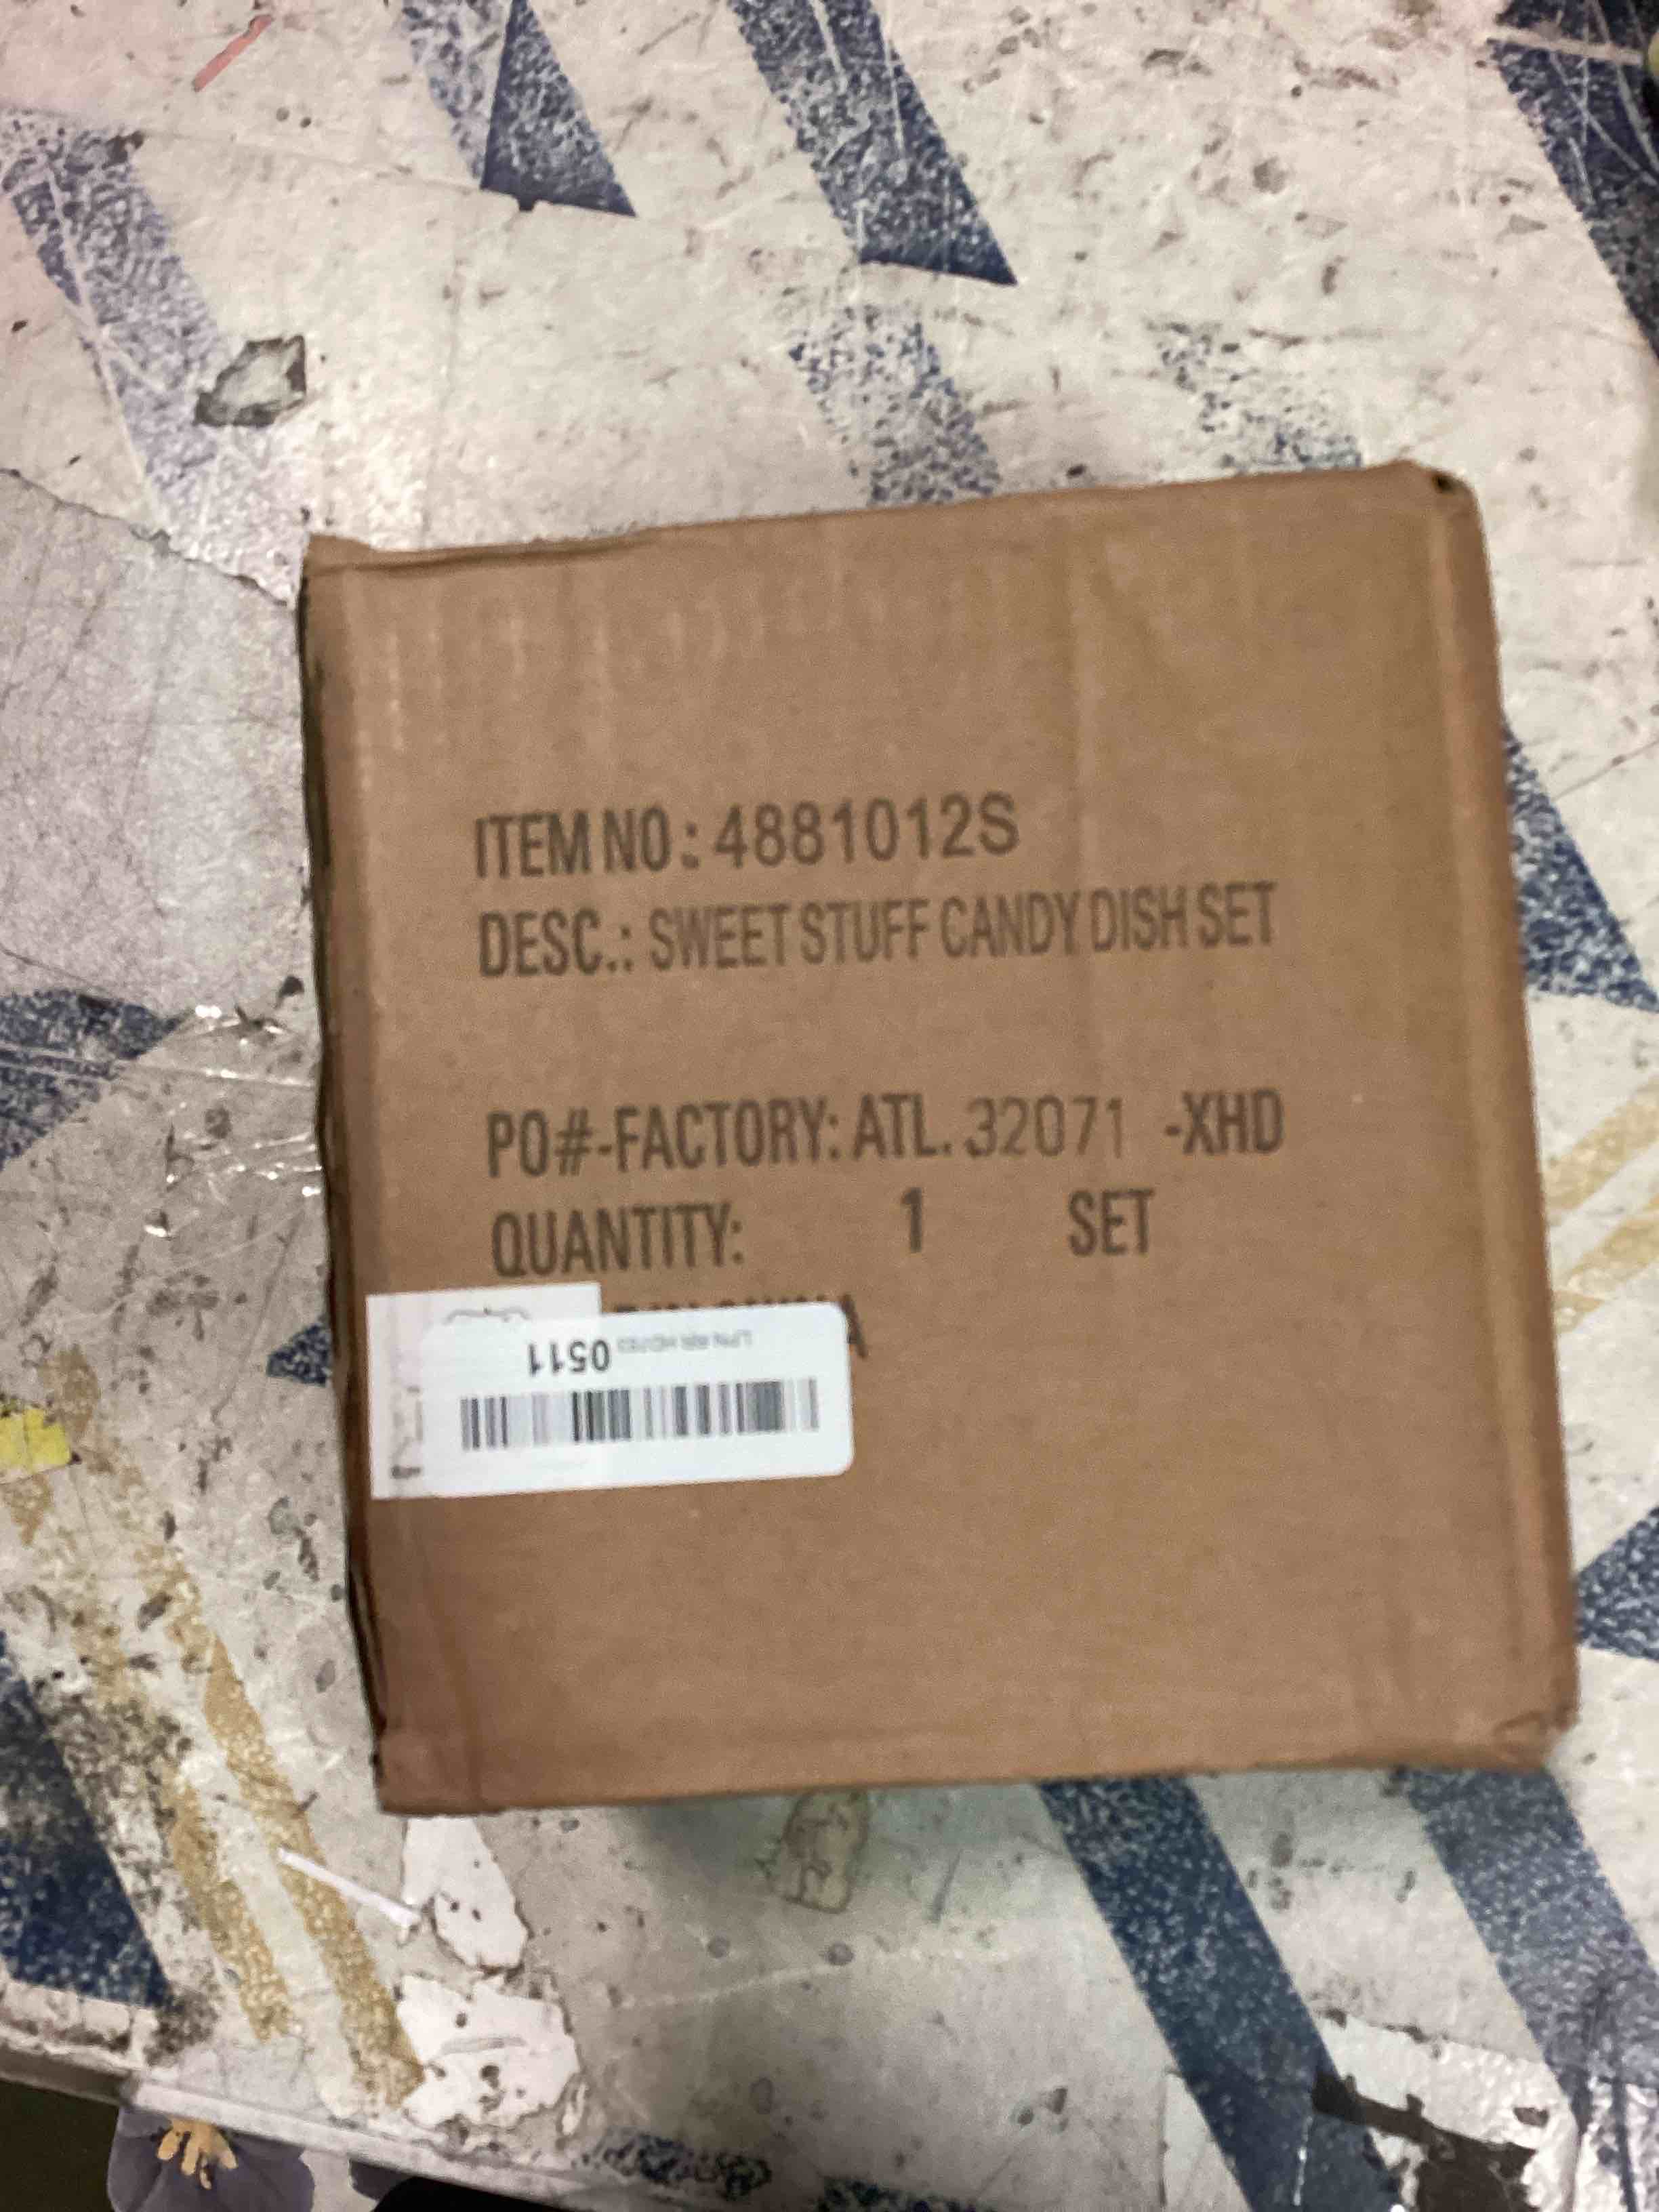 ITEM NO: 4881012S
DESC.: SWEET STUFF CANDY DISH SET
PO#-FACTORY: ATL. 32071 -XHD
QUANTITY: 1 SET
0511